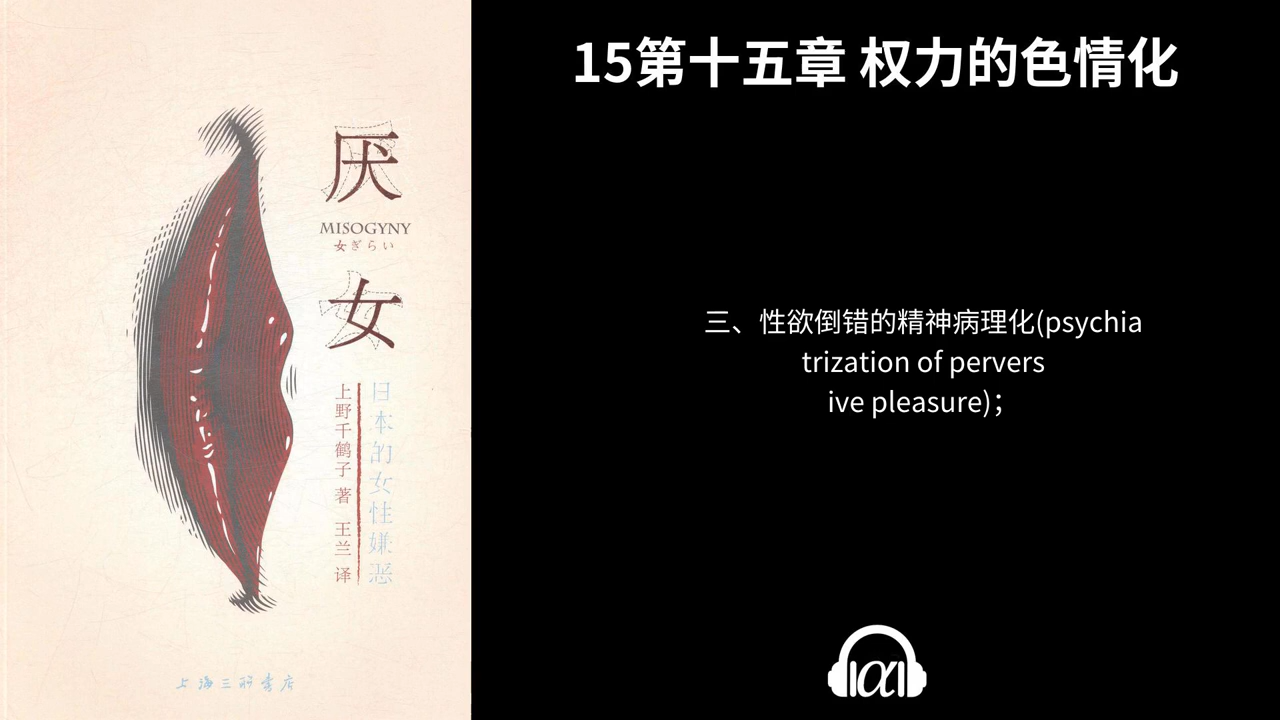 厌
MISOGYNY
女ぎらい
女
日本的女性嫌恶
上野千鹤子 著 王兰 译
上海三联书店
15第十五章 权力的色情化
三、性欲倒错的精神病理化(psychia
trization of pervers
ive pleasure)；
|α|